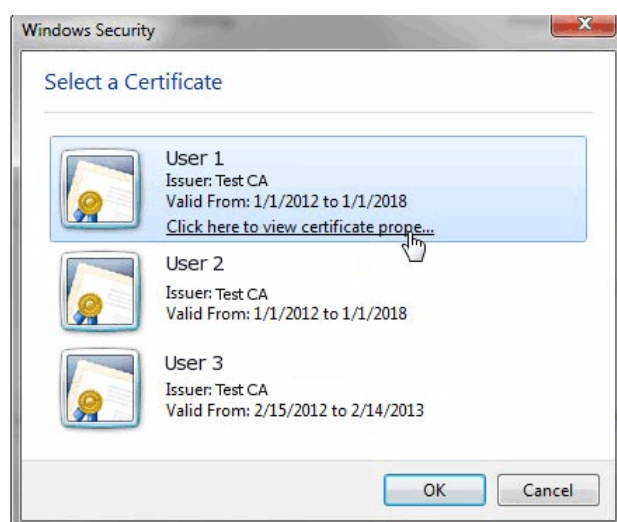 Windows Security
Select a Certificate
User 1
Issuer: Test CA
Valid From: 1/1/2012 to 1/1/2018
Click here to view certificate prope...
User 2
Issuer: Test CA
Valid From: 1/1/2012 to 1/1/2018
User 3
Issuer: Test CA
Valid From: 2/15/2012 to 2/14/2013
OK Cancel